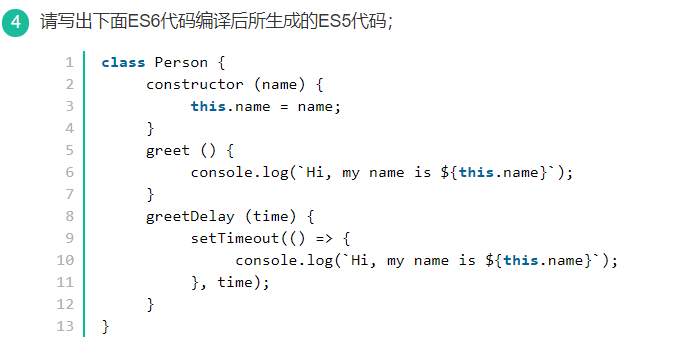 4 请写出下面ES6代码编译后所生成的ES5代码；
1 class Person {
2     constructor (name) {
3         this.name = name;
4     }
5     greet () {
6         console.log(`Hi, my name is ${this.name}`);
7     }
8     greetDelay (time) {
9         setTimeout(() => {
10             console.log(`Hi, my name is ${this.name}`);
11         }, time);
12     }
13 }